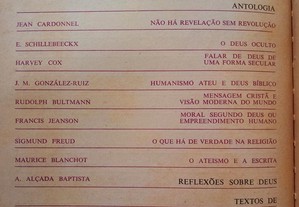 ANTOLOGIA
JEAN CARDONNEL NÃO HÁ REVELAÇÃO SEM REVOLUÇÃO
E. SCHILLEBEECKX O DEUS OCULTO
HARVEY COX FALAR DE DEUS DE
UMA FORMA SECULAR
J. M. GONZÁLEZ-RUIZ HUMANISMO ATEU E DEUS BÍBLICO
RUDOLPH BULTMANN MENSAGEM CRISTÃ E
VISÃO MODERNA DO MUNDO
FRANCIS JEANSON MORAL SEGUNDO DEUS OU
EMPREENDIMENTO HUMANO
SIGMUND FREUD O QUE HÁ DE VERDADE NA RELIGIÃO
MAURICE BLANCHOT O ATEISMO E A ESCRITA
A. ALÇADA BAPTISTA REFLEXÕES SOBRE DEUS
TEXTOS DE